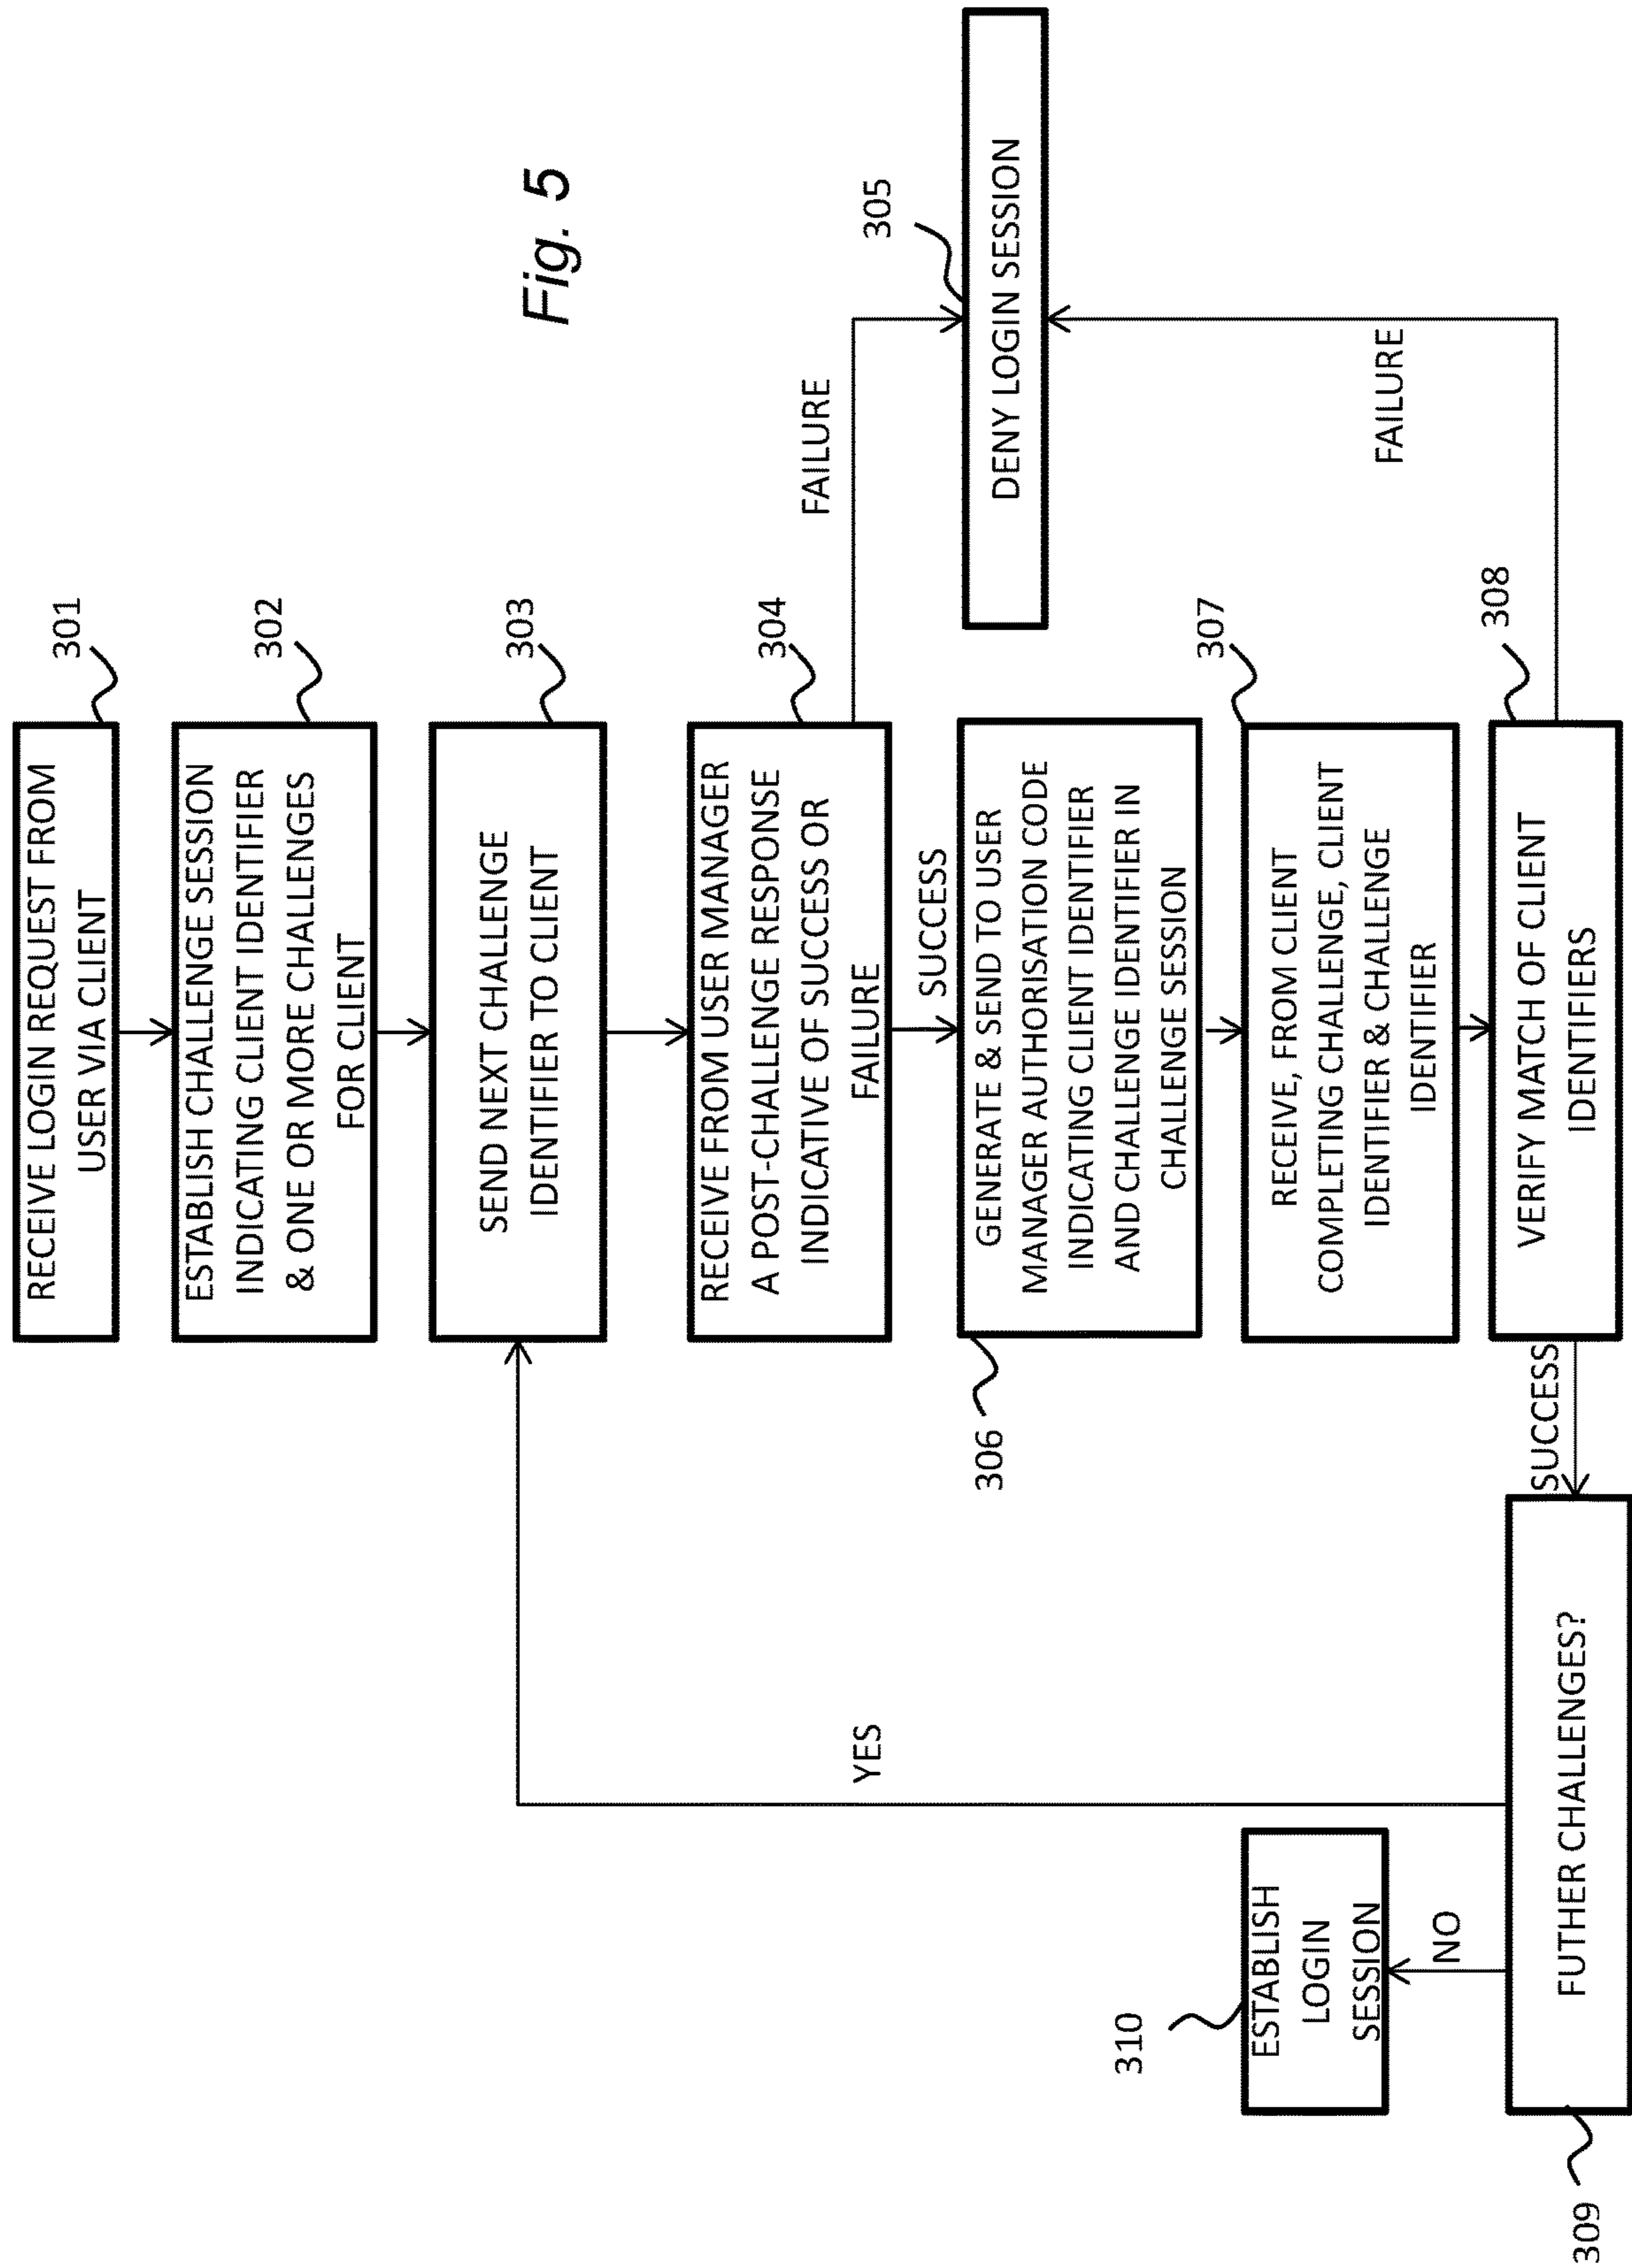 RECEIVE LOGIN REQUEST FROM
USER VIA CLIENT
301
ESTABLISH CHALLENGE SESSION
INDICATING CLIENT IDENTIFIER
& ONE OR MORE CHALLENGES
FOR CLIENT
302
SEND NEXT CHALLENGE
IDENTIFIER TO CLIENT
303
Fig. 5
RECEIVE FROM USER MANAGER
A POST-CHALLENGE RESPONSE
INDICATIVE OF SUCCESS OR
FAILURE
304
FAILURE
305
DENY LOGIN SESSION
SUCCESS
GENERATE & SEND TO USER
MANAGER AUTHORISATION CODE
INDICATING CLIENT IDENTIFIER
AND CHALLENGE IDENTIFIER IN
CHALLENGE SESSION
306
RECEIVE, FROM CLIENT
COMPLETING CHALLENGE, CLIENT
IDENTIFIER & CHALLENGE
IDENTIFIER
307
VERIFY MATCH OF CLIENT
IDENTIFIERS
308
FAILURE
SUCCESS
FUTHER CHALLENGES?
309
YES
NO
ESTABLISH
LOGIN
SESSION
310